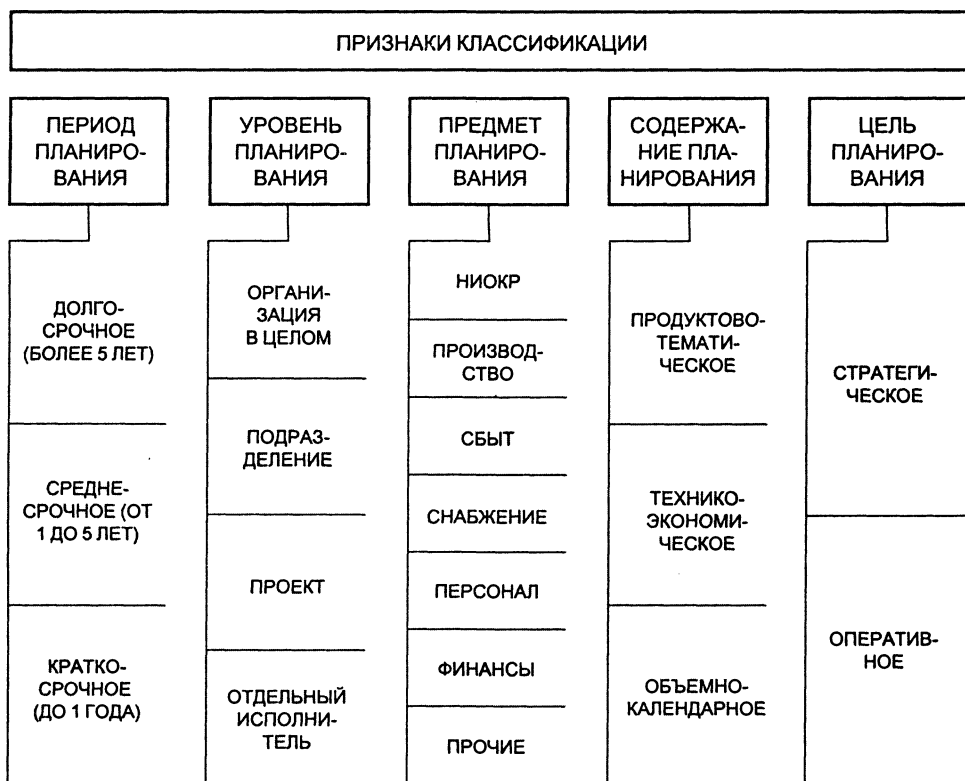 ПРИЗНАКИ КЛАССИФИКАЦИИ
ПЕРИОД
ПЛАНИРО-
ВАНИЯ
ДОЛГО-
СРОЧНОЕ
(БОЛЕЕ 5 ЛЕТ)
СРЕДНЕ-
СРОЧНОЕ (ОТ
1 ДО 5 ЛЕТ)
КРАТКО-
СРОЧНОЕ
(ДО 1 ГОДА)
УРОВЕНЬ
ПЛАНИРО-
ВАНИЯ
ОРГАНИ-
ЗАЦИЯ
В ЦЕЛОМ
ПОДРАЗ-
ДЕЛЕНИЕ
ПРОЕКТ
ОТДЕЛЬНЫЙ
ИСПОЛНИ-
ТЕЛЬ
ПРЕДМЕТ
ПЛАНИРО-
ВАНИЯ
НИОКР
ПРОИЗВОД-
СТВО
СБЫТ
СНАБЖЕНИЕ
ПЕРСОНАЛ
ФИНАНСЫ
ПРОЧИЕ
СОДЕРЖА-
НИЕ ПЛА-
НИРОВАНИЯ
ПРОДУКТОВО-
ТЕМАТИ-
ЧЕСКОЕ
ТЕХНИКО-
ЭКОНОМИ-
ЧЕСКОЕ
ОБЪЕМНО-
КАЛЕНДАРНОЕ
ЦЕЛЬ
ПЛАНИРО-
ВАНИЯ
СТРАТЕГИ-
ЧЕСКОЕ
ОПЕРАТИВ-
НОЕ